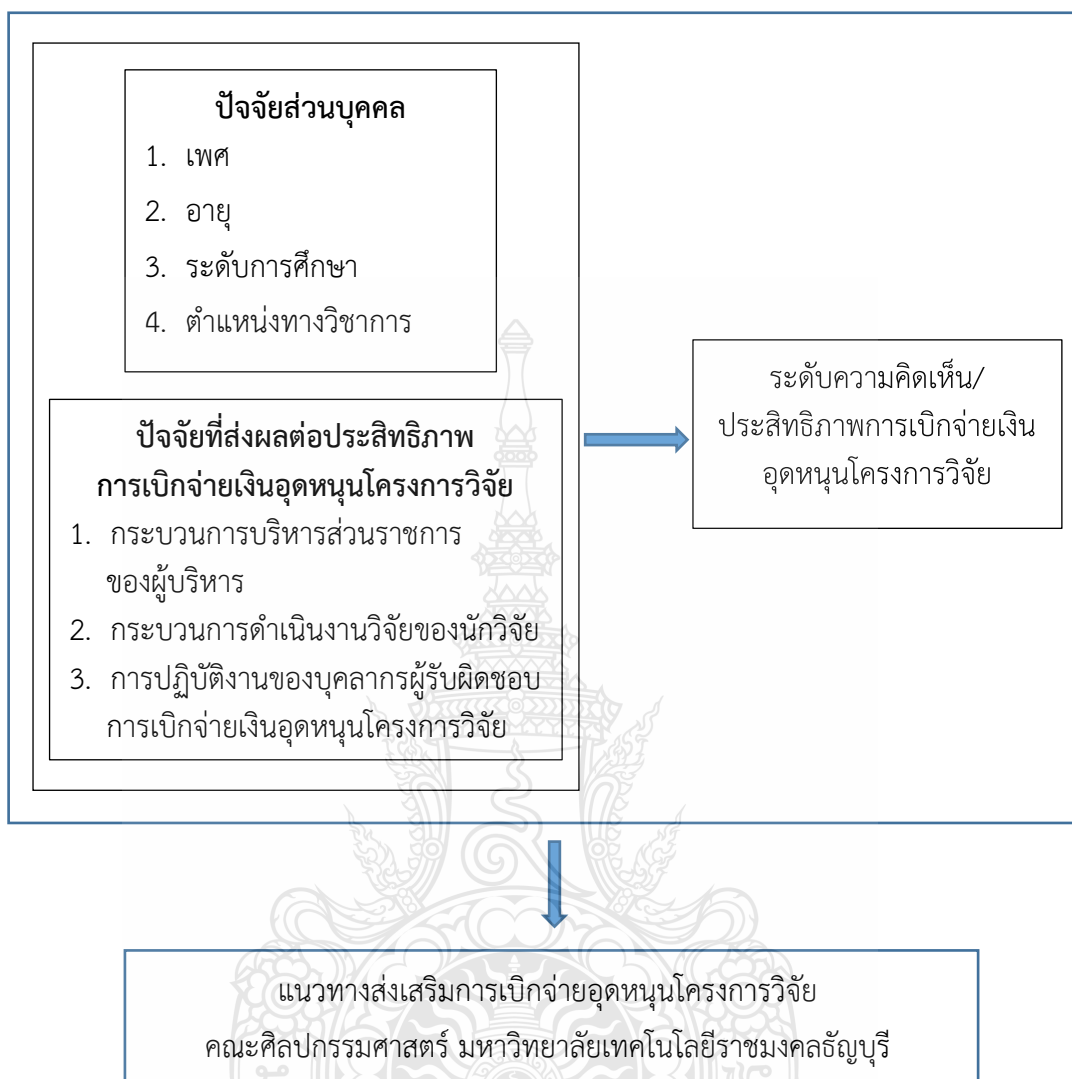 ปัจจัยส่วนบุคคล
1. เพศ
2. อายุ
3. ระดับการศึกษา
4. ตำแหน่งทางวิชาการ
ปัจจัยที่ส่งผลต่อประสิทธิภาพ
การเบิกจ่ายเงินอุดหนุนโครงการวิจัย
1. กระบวนการบริหารส่วนราชการ
ของผู้บริหาร
2. กระบวนการดำเนินงานวิจัยของนักวิจัย
3. การปฏิบัติงานของบุคลากรผู้รับผิดชอบ
การเบิกจ่ายเงินอุดหนุนโครงการวิจัย
ระดับความคิดเห็น/
ประสิทธิภาพการเบิกจ่ายเงิน
อุดหนุนโครงการวิจัย
แนวทางส่งเสริมการเบิกจ่ายอุดหนุนโครงการวิจัย
คณะศิลปกรรมศาสตร์ มหาวิทยาลัยเทคโนโลยีราชมงคลธัญบุรี